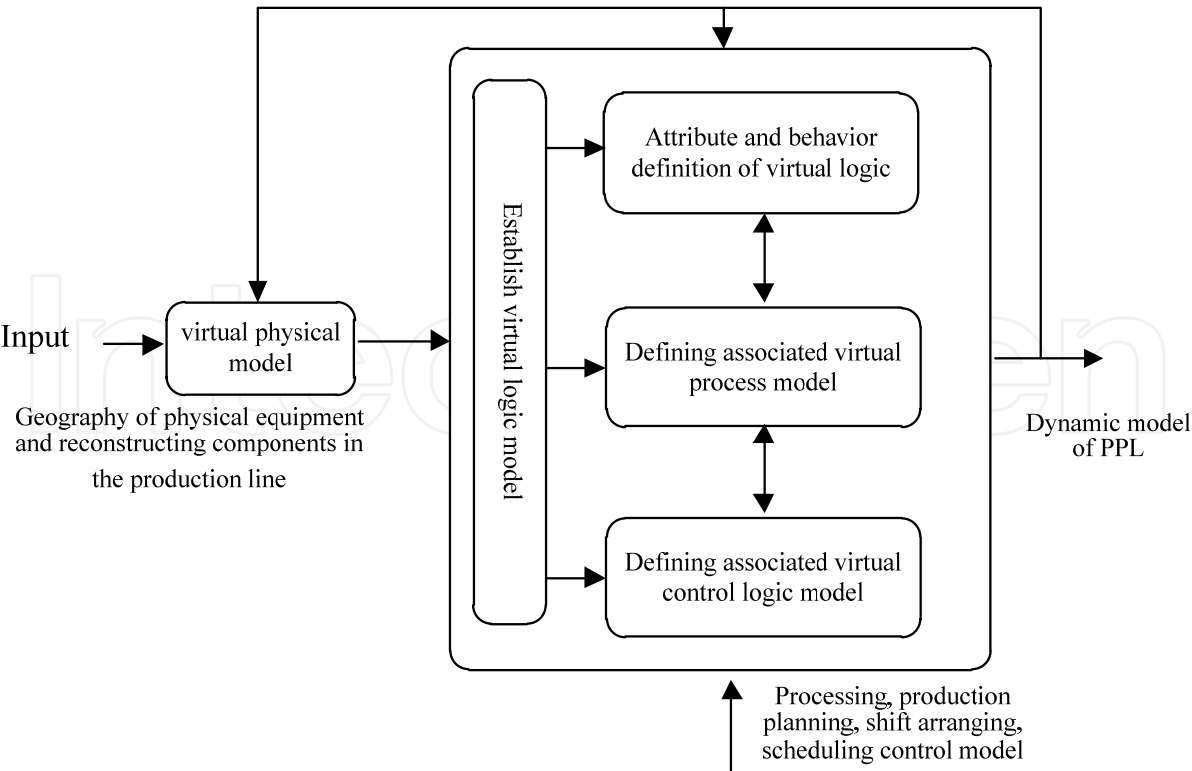 Attribute and behavior
definition of virtual logic
Establish virtual logic model
Input
virtual physical
model
Defining associated virtual
process model
Geography of physical equipment
and reconstructing components in
the production line
Dynamic model
of PPL
Defining associated virtual
control logic model
Processing, production
planning, shift arranging,
scheduling control model